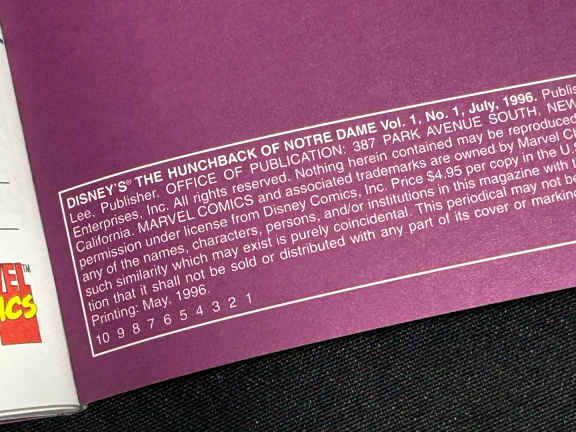 DISNEY'S® THE HUNCHBACK OF NOTRE DAME Vol. 1, No. 1, July, 1996. Publis
Lee, Publisher. OFFICE OF PUBLICATION: 387 PARK AVENUE SOUTH, NEW
Enterprises, Inc. All rights reserved. Nothing herein contained may be reproduced
California. MARVEL COMICS and associated trademarks are owned by Marvel C
permission under license from Disney Comics, Inc. Price $4.95 per copy in the U.S
any of the names, characters, persons, and/or institutions in this magazine with t
such similarity which may exist is purely coincidental. This periodical may not be
tion that it shall not be sold or distributed with any part of its cover or markin
Printing: May, 1996.
10 9 8 7 6 5 4 3 2 1
VEL™
ICS